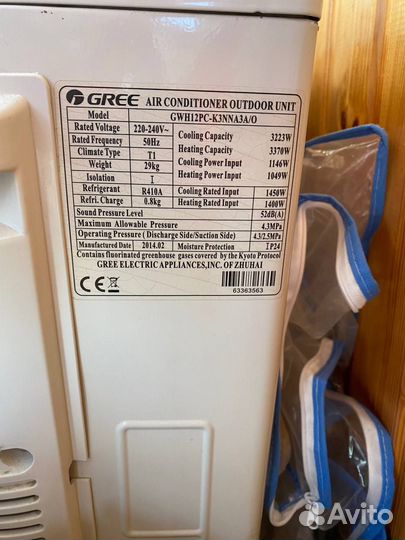 GREE AIR CONDITIONER OUTDOOR UNIT
Model GWH12PC-K3NNA3A/O
Rated Voltage 220-240V~ Cooling Capacity 3223W
Rated Frequency 50Hz Heating Capacity 3370W
Climate Type T1 Cooling Power Input 1146W
Weight 29kg Heating Power Input 1049W
Isolation I
Refrigerant R410A Cooling Rated Input 1450W
Refri. Charge 0.8kg Heating Rated Input 1400W
Sound Pressure Level 52dB(A)
Maximum Allowable Pressure 4.3MPa
Operating Pressure ( Discharge Side/Suction Side) 4.3/2.5MPa
Manufactured Date 2014.02 Protection IP24
Contains fluorinated greenhouse gases covered by the Kyoto Protocol
GREE ELECTRIC APPLIANCES,INC. OF ZHUHAI
CE
63363563
Avito